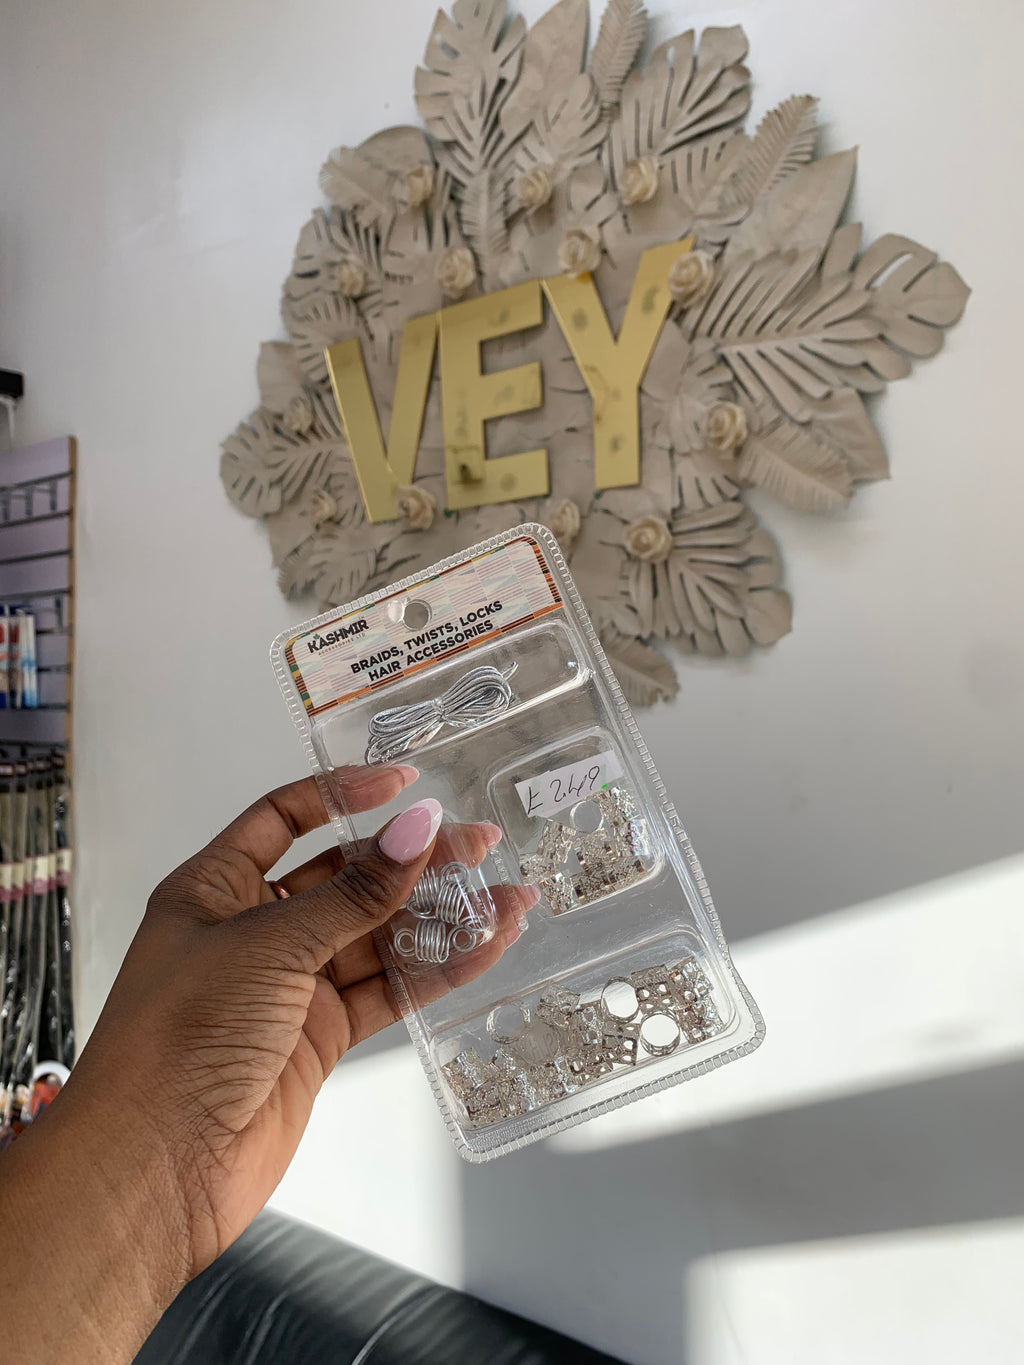 VEY
KASHMIR
BRAIDS, TWISTS, LOCKS
HAIR ACCESSORIES
£ 2.49